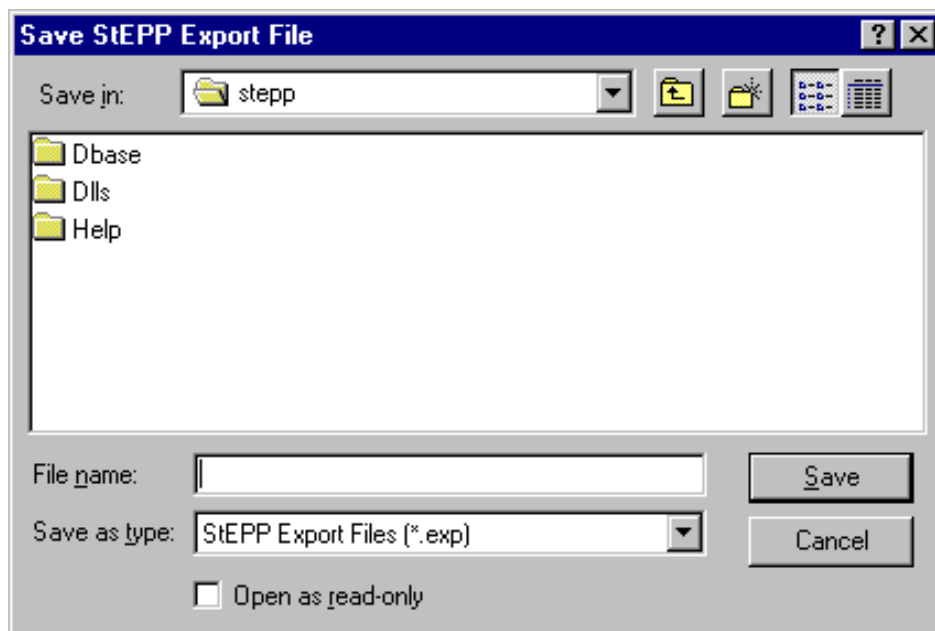 Save StEPP Export File
Save in: stepp
Dbase
Dlls
Help
File name: Save
Save as type: StEPP Export Files (*.exp) Cancel
Open as read-only